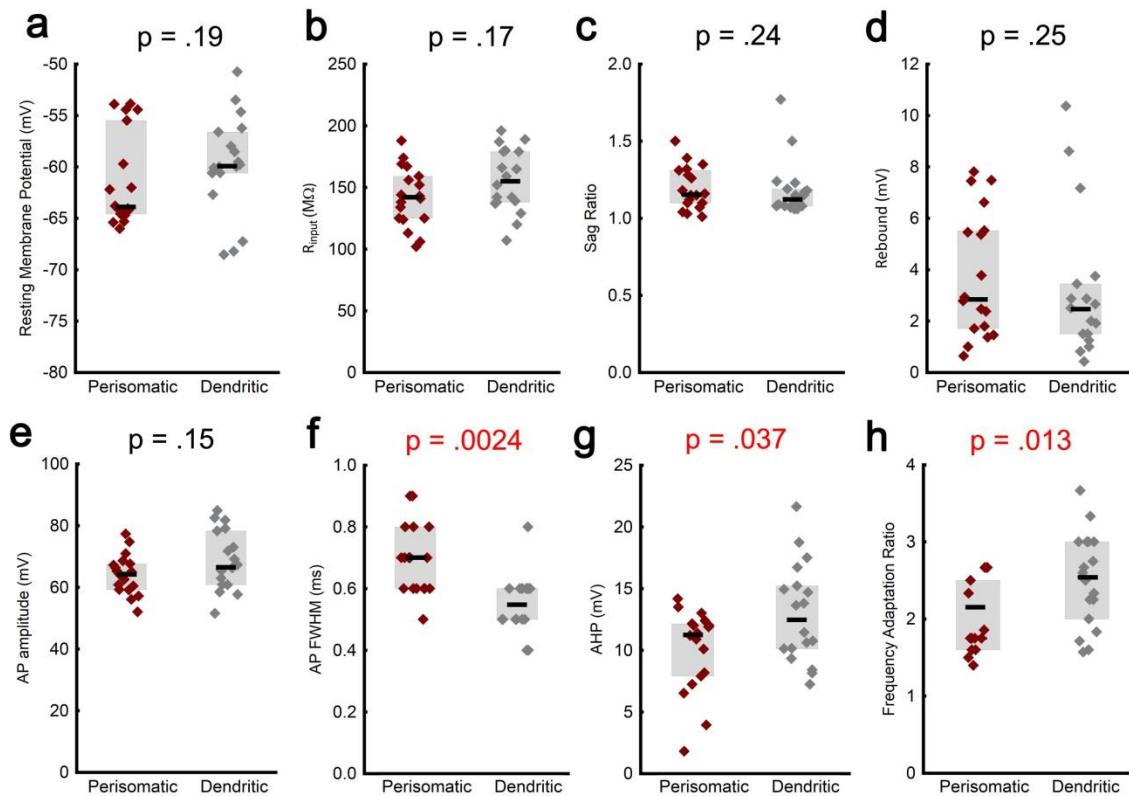 a
p = .19
Resting Membrane Potential (mV)
-50
-55
-60
-65
-70
-75
-80
Perisomatic
Dendritic
b
p = .17
Rinput (MΩ)
250
200
150
100
50
0
Perisomatic
Dendritic
c
p = .24
Sag Ratio
2.0
1.5
1.0
0.5
0.0
Perisomatic
Dendritic
d
p = .25
Rebound (mV)
12
10
8
6
4
2
0
Perisomatic
Dendritic
e
p = .15
AP amplitude (mV)
100
80
60
40
20
0
Perisomatic
Dendritic
f
p = .0024
AP FWHM (ms)
1.0
0.8
0.6
0.4
0.2
0.0
Perisomatic
Dendritic
g
p = .037
AHP (mV)
25
20
15
10
5
0
Perisomatic
Dendritic
h
p = .013
Frequency Adaptation Ratio
4
3
2
1
0
Perisomatic
Dendritic